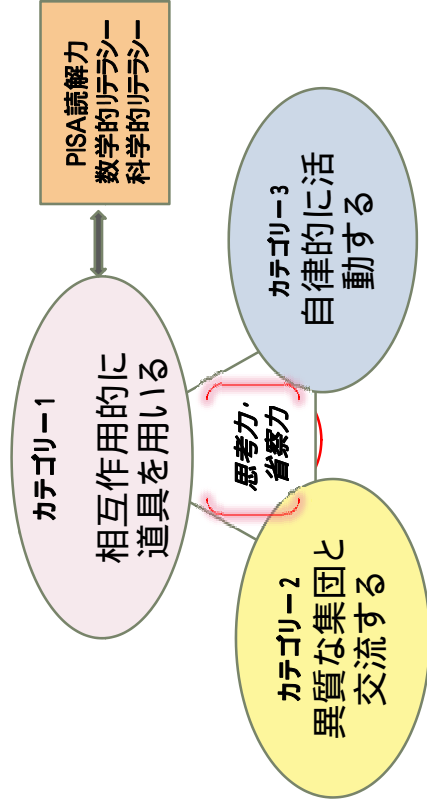 カテゴリー1
相互作用的に
道具を用いる
PISA読解力
数学的リテラシー
科学的リテラシー
思考力・
省察力
カテゴリー2
異質な集団と
交流する
カテゴリー3
自律的に活
動する